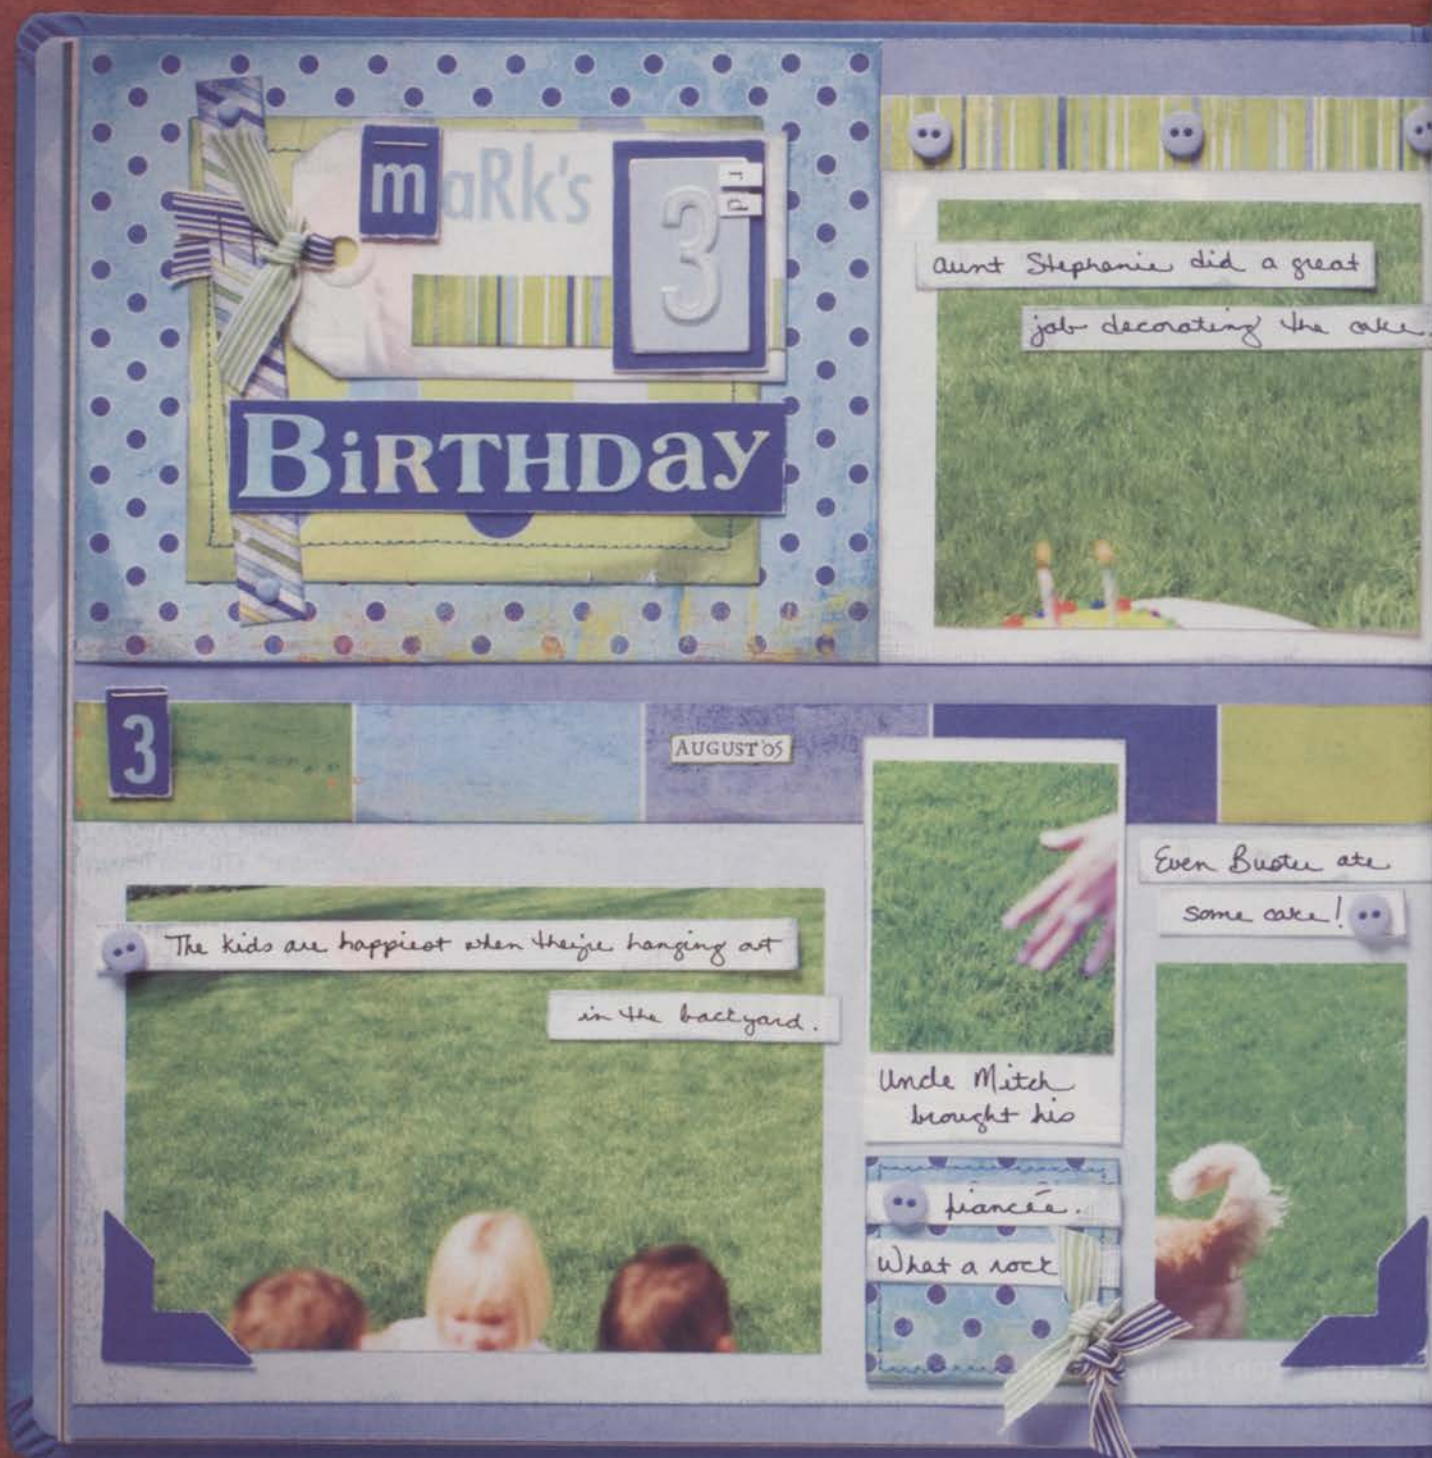 maRk's
3
rd
BiRTHDay
aunt Stephanie did a great
job decorating the cake.
3
AUGUST '05
The kids are happiest when they're hanging out
in the backyard.
Uncle Mitch
brought his
fiancée.
What a rock
Even Buster ate
some cake!